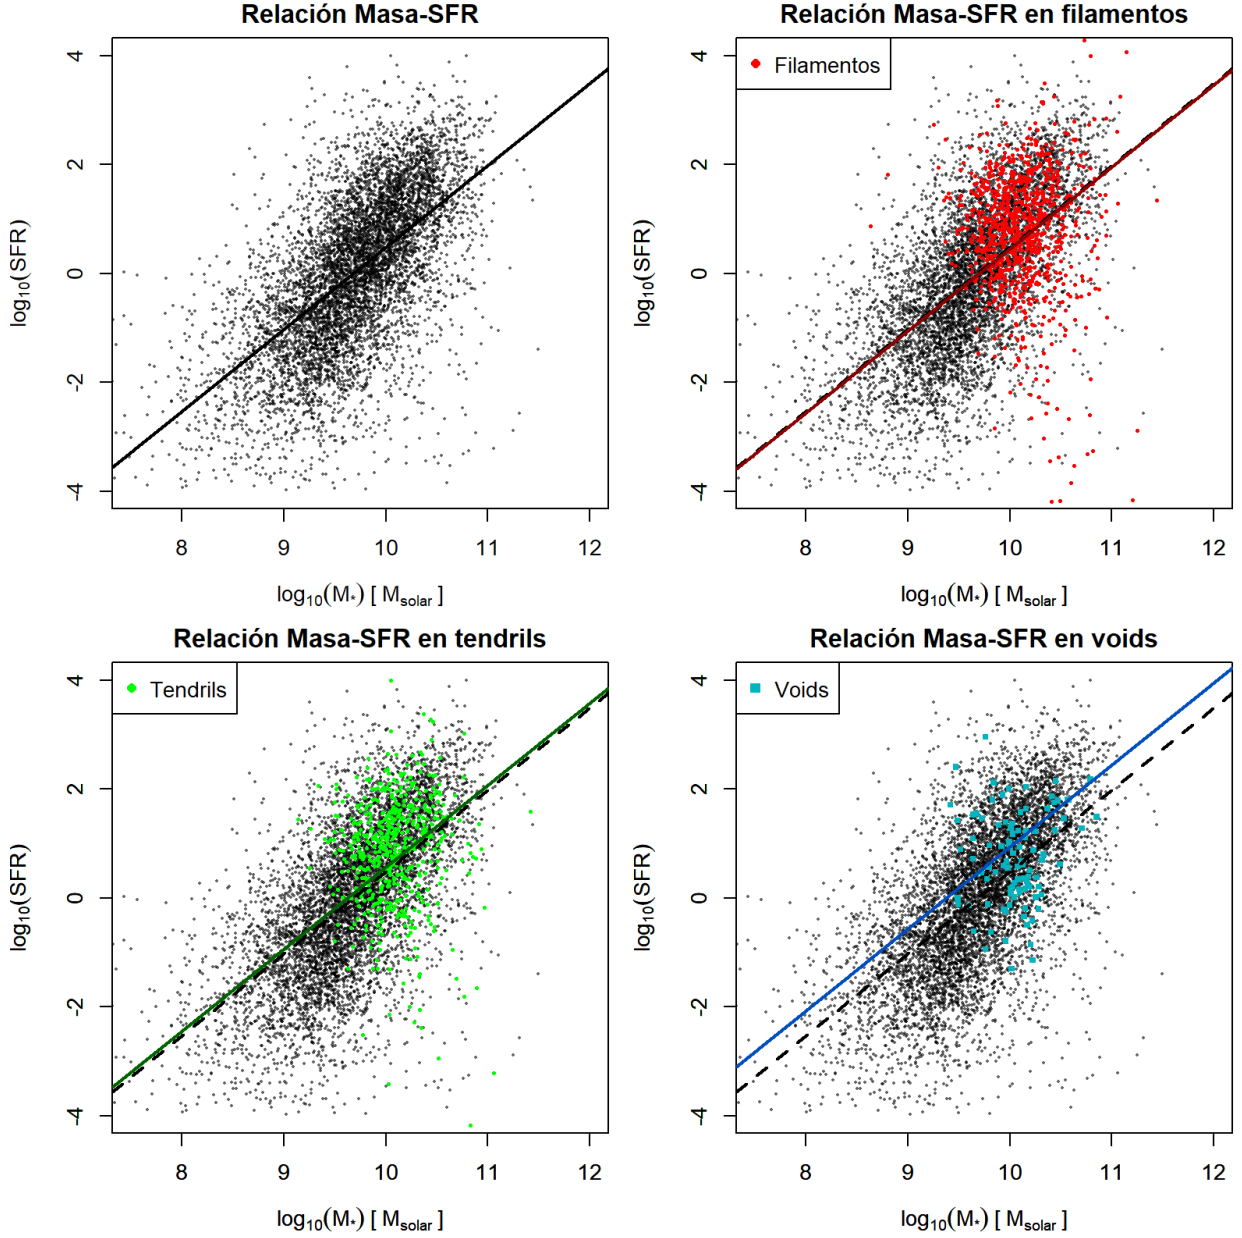 Relación Masa-SFR
4
2
0
-2
-4
log10(SFR)
8 9 10 11 12
log10(M*) [ Msolar ]
Relación Masa-SFR en filamentos
Filamentos
4
2
0
-2
-4
log10(SFR)
8 9 10 11 12
log10(M*) [ Msolar ]
Relación Masa-SFR en tendrils
Tendrils
4
2
0
-2
-4
log10(SFR)
8 9 10 11 12
log10(M*) [ Msolar ]
Relación Masa-SFR en voids
Voids
4
2
0
-2
-4
log10(SFR)
8 9 10 11 12
log10(M*) [ Msolar ]